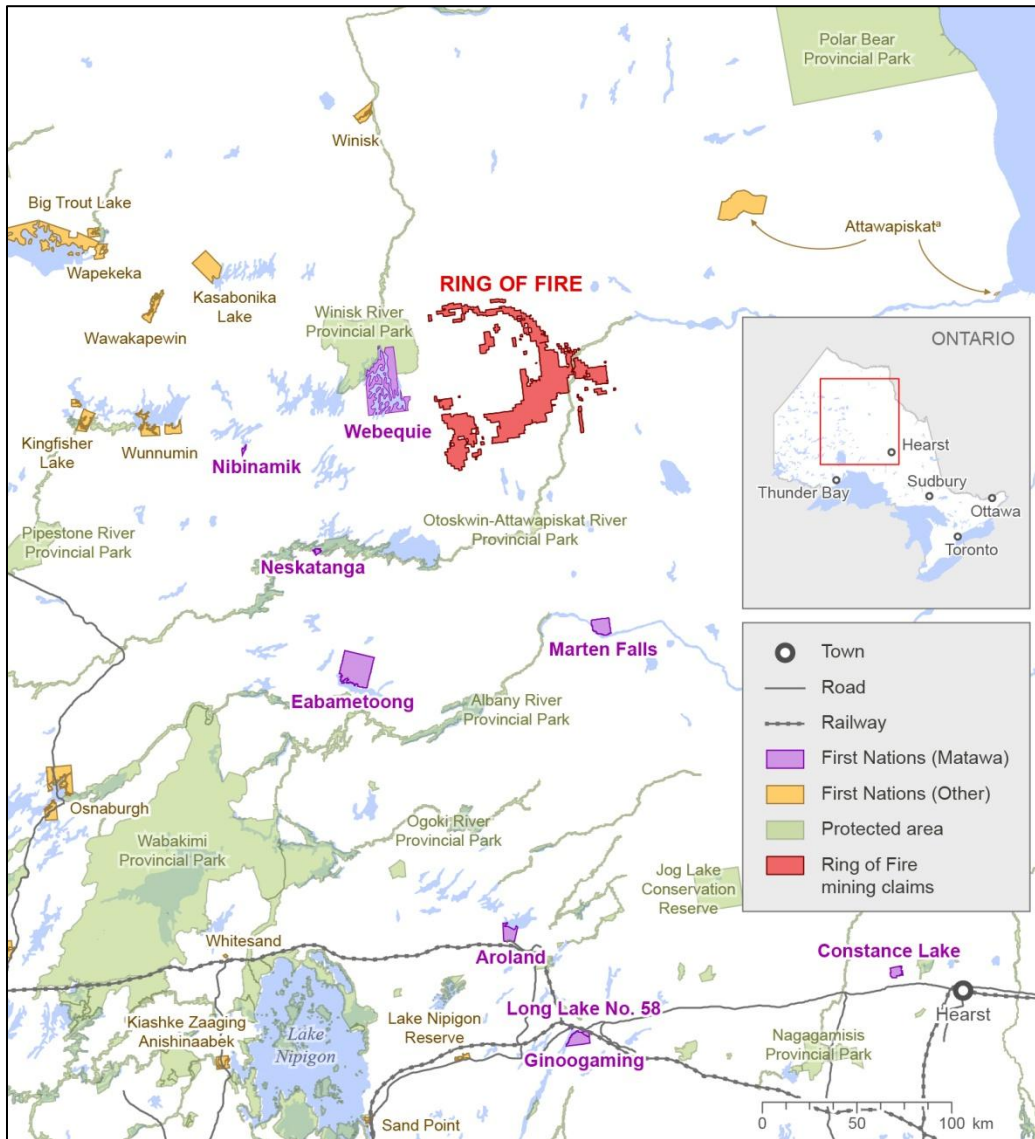 Polar Bear
Provincial Park
Winisk
Big Trout Lake
Wapekeka
Attawapiskatᵃ
Kasabonika
Lake
RING OF FIRE
Wawakapewin
Winisk River
Provincial Park
ONTARIO
Webequie
Kingfisher
Lake
Wunnumin
Nibinamik
Hearst
Thunder Bay
Sudbury
Ottawa
Toronto
Pipestone River
Provincial Park
Otoskwin-Attawapiskat River
Provincial Park
Neskatanga
Marten Falls
Eabametoong
Albany River
Provincial Park
Town
Road
Railway
First Nations (Matawa)
First Nations (Other)
Protected area
Ring of Fire
mining claims
Osnaburgh
Wabakimi
Provincial Park
Ogoki River
Provincial Park
Jog Lake
Conservation
Reserve
Whitesand
Aroland
Constance Lake
Long Lake No. 58
Kiashke Zaaging
Anishinaabek
Lake
Nipigon
Lake Nipigon
Reserve
Ginoogaming
Hearst
Nagagamisis
Provincial Park
Sand Point
0 50 100 km